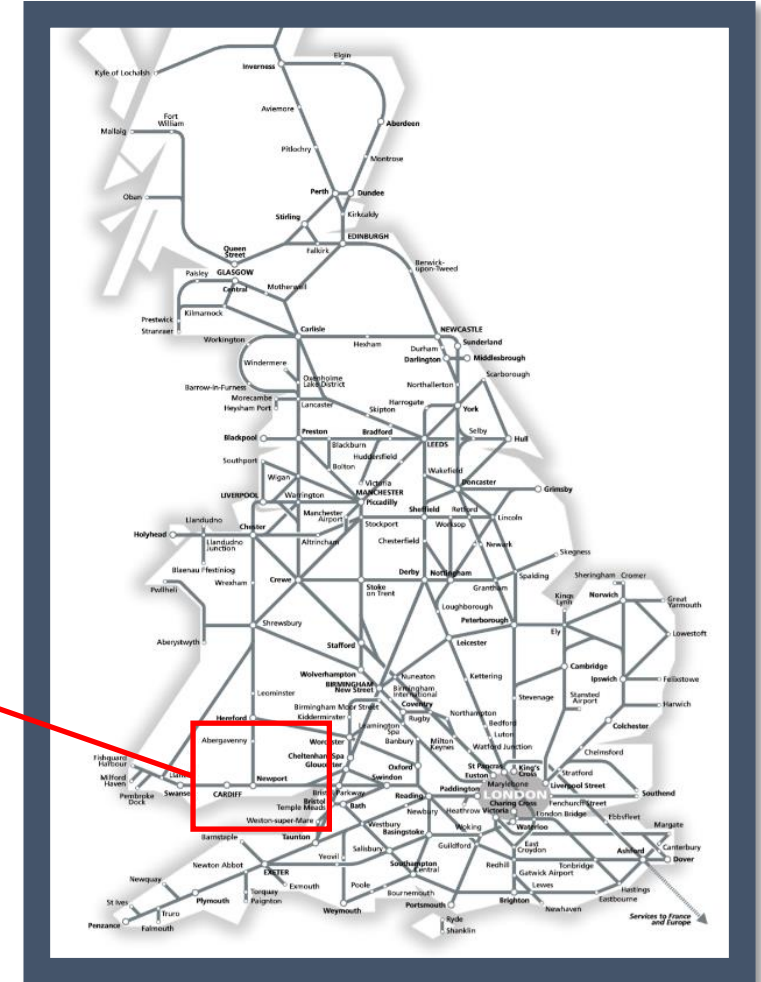 Elgin
Inverness
Kyle of Lochalsh
Aviemore
Fort
William
Mallaig
Aberdeen
Pitlochry
Montrose
Perth
Dundee
Oban
Stirling
Kirkcaldy
Queen
Street
EDINBURGH
Falkirk
Berwick-
upon-Tweed
Paisley
GLASGOW
Central
Motherwell
Prestwick
Kilmarnock
Stranraer
Carlisle
NEWCASTLE
Workington
Hexham
Durham
Sunderland
Darlington
Middlesbrough
Windermere
Scarborough
Oxenholme
Lake District
Barrow-in-Furness
Northallerton
Morecambe
Heysham Port
Lancaster
Harrogate
Skipton
York
Blackpool
Preston
Bradford
Selby
Hull
Blackburn
LEEDS
Huddersfield
Southport
Bolton
Wakefield
Wigan
Victoria
Doncaster
LIVERPOOL
Warrington
MANCHESTER
Piccadilly
Grimsby
Manchester
Airport
Sheffield
Retford
Llandudno
Stockport
Worksop
Lincoln
Holyhead
Chester
Llandudno
Junction
Altrincham
Chesterfield
Newark
Skegness
Blaenau Ffestiniog
Wrexham
Crewe
Stoke
on Trent
Derby
Nottingham
Spalding
Sheringham
Cromer
Pwllheli
Grantham
Kings
Lynn
Norwich
Great
Yarmouth
Loughborough
Shrewsbury
Peterborough
Ely
Lowestoft
Aberystwyth
Stafford
Leicester
Wolverhampton
Nuneaton
Cambridge
BIRMINGHAM
New Street
Birmingham
International
Kettering
Ipswich
Felixstowe
Leominster
Stevenage
Stansted
Airport
Birmingham Moor Street
Coventry
Harwich
Hereford
Kidderminster
Rugby
Northampton
Leamington
Spa
Bedford
Colchester
Abergavenny
Worcester
Banbury
Milton
Keynes
Luton
Watford Junction
Chelmsford
Fishguard
Harbour
Cheltenham Spa
Gloucester
Oxford
St Pancras
Euston
King's
Cross
Stratford
Milford
Haven
Newport
Swindon
Marylebone
Liverpool Street
Pembroke
Dock
Swansea
CARDIFF
Parkway
Reading
Paddington
LONDON
Southend
Bristol
Temple Meads
Bath
Newbury
Heathrow
Victoria
Charing Cross
Fenchurch Street
London Bridge
Ebbsfleet
Weston-super-Mare
Westbury
Basingstoke
Woking
Waterloo
Margate
Barnstaple
Taunton
Salisbury
Guildford
East
Croydon
Canterbury
Newton Abbot
Yeovil
Southampton
Central
Redhill
Tonbridge
Ashford
Dover
EXETER
Gatwick Airport
Newquay
Exmouth
Poole
Bournemouth
Lewes
Hastings
St Ives
Plymouth
Torquay
Paignton
Weymouth
Portsmouth
Brighton
Eastbourne
Truro
Newhaven
Penzance
Falmouth
Ryde
Shanklin
Services to France
and Europe